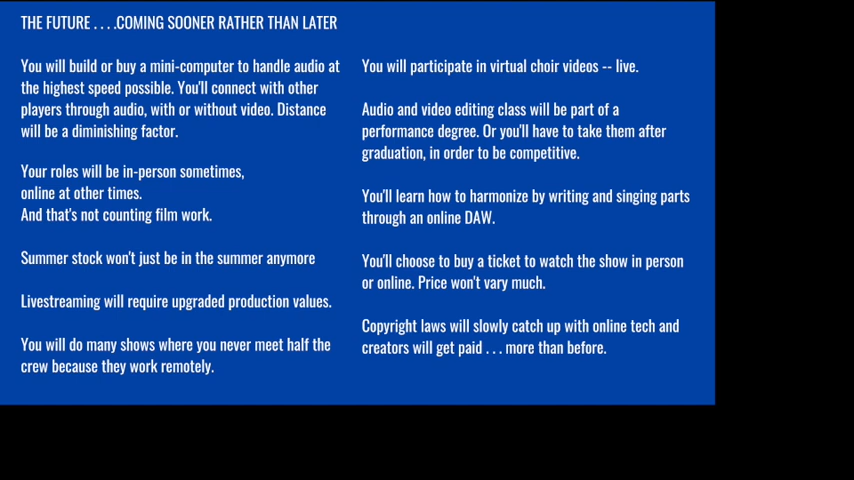 THE FUTURE . . . .COMING SOONER RATHER THAN LATER
You will build or buy a mini-computer to handle audio at
the highest speed possible. You'll connect with other
players through audio, with or without video. Distance
will be a diminishing factor.
Your roles will be in-person sometimes,
online at other times.
And that's not counting film work.
Summer stock won't just be in the summer anymore
Livestreaming will require upgraded production values.
You will do many shows where you never meet half the
crew because they work remotely.
You will participate in virtual choir videos -- live.
Audio and video editing class will be part of a
performance degree. Or you'll have to take them after
graduation, in order to be competitive.
You'll learn how to harmonize by writing and singing parts
through an online DAW.
You'll choose to buy a ticket to watch the show in person
or online. Price won't vary much.
Copyright laws will slowly catch up with online tech and
creators will get paid . . . more than before.